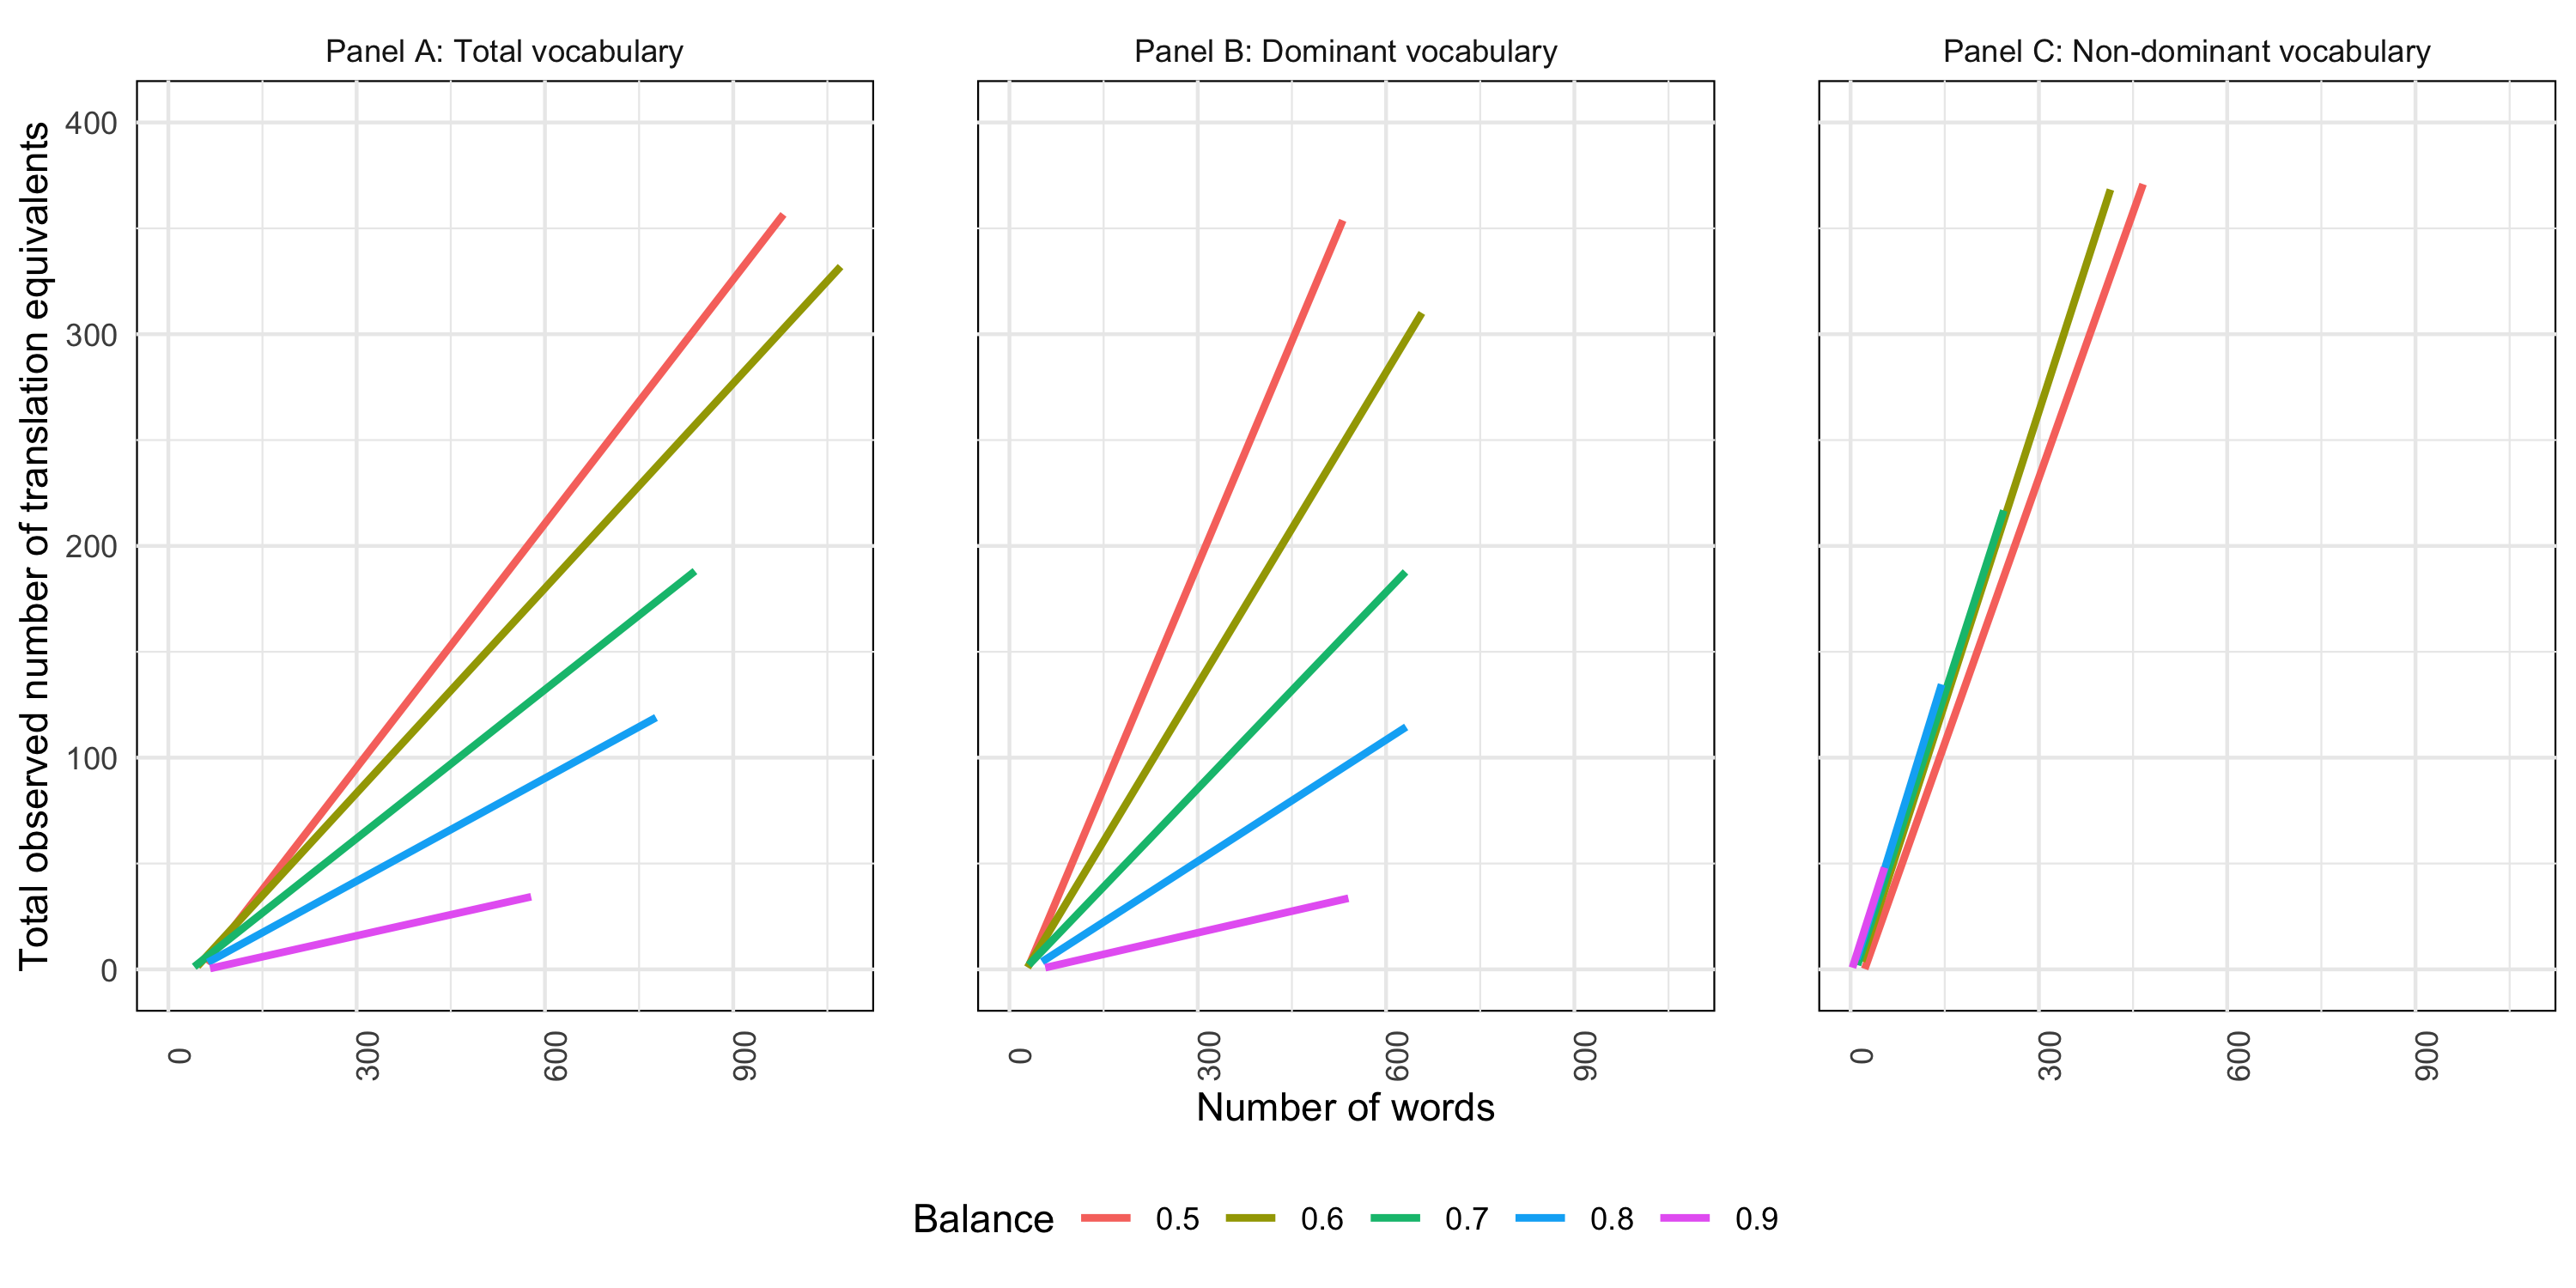 Panel A: Total vocabulary
Panel B: Dominant vocabulary
Panel C: Non-dominant vocabulary
Total observed number of translation equivalents
400
300
200
100
0
0 300 600 900
0 300 600 900
0 300 600 900
Number of words
Balance 0.5 0.6 0.7 0.8 0.9